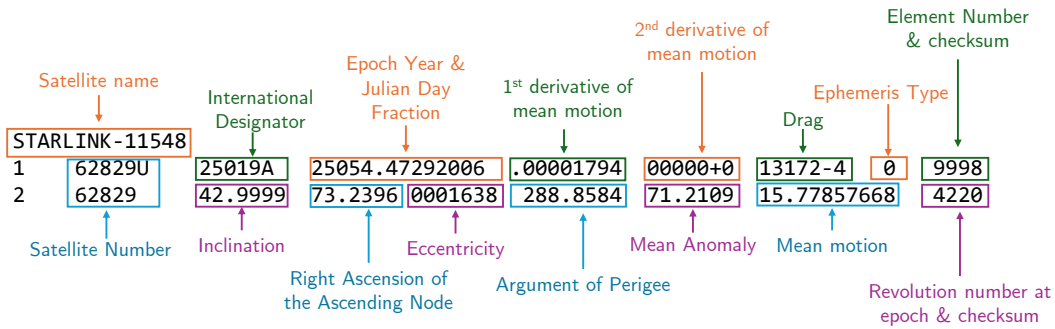 Element Number
& checksum
2nd derivative of
mean motion
Epoch Year &
Julian Day
Fraction
Satellite name
1st derivative of
mean motion
International
Designator
Ephemeris Type
Drag
STARLINK-11548
1 62829U 25019A 25054.47292006 .00001794 00000+0 13172-4 0 9998
2 62829 42.9999 73.2396 0001638 288.8584 71.2109 15.77857668 4220
Satellite Number
Inclination
Eccentricity
Mean Anomaly
Mean motion
Right Ascension of
the Ascending Node
Argument of Perigee
Revolution number at
epoch & checksum